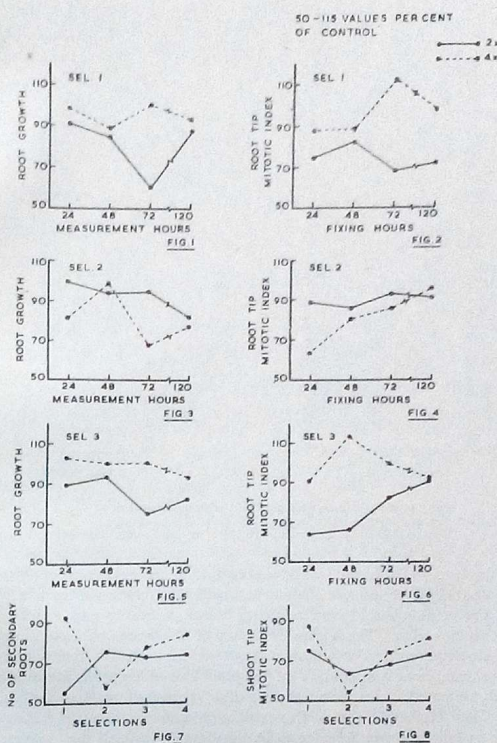 50-115 VALUES PER CENT
OF CONTROL
2x
4x
SEL. 1
110
90
70
50
ROOT GROWTH
24 48 72 120
MEASUREMENT HOURS
FIG.1
SEL 1
110
90
70
50
ROOT TIP
MITOTIC INDEX
24 48 72 120
FIXING HOURS
FIG.2
SEL. 2
110
90
70
50
ROOT GROWTH
24 48 72 120
MEASUREMENT HOURS
FIG 3
SEL 2
110
90
70
50
ROOT TIP
MITOTIC INDEX
24 48 72 120
FIXING HOURS
FIG 4
SEL 3
110
90
70
50
ROOT GROWTH
24 48 72 120
MEASUREMENT HOURS
FIG.5
SEL 3
110
90
70
50
ROOT TIP
MITOTIC INDEX
24 48 72 120
FIXING HOURS
FIG 6
90
70
50
No OF SECONDARY
ROOTS
1 2 3 4
SELECTIONS
FIG.7
90
70
50
SHOOT TIP
MITOTIC INDEX
1 2 3 4
SELECTIONS
FIG 8